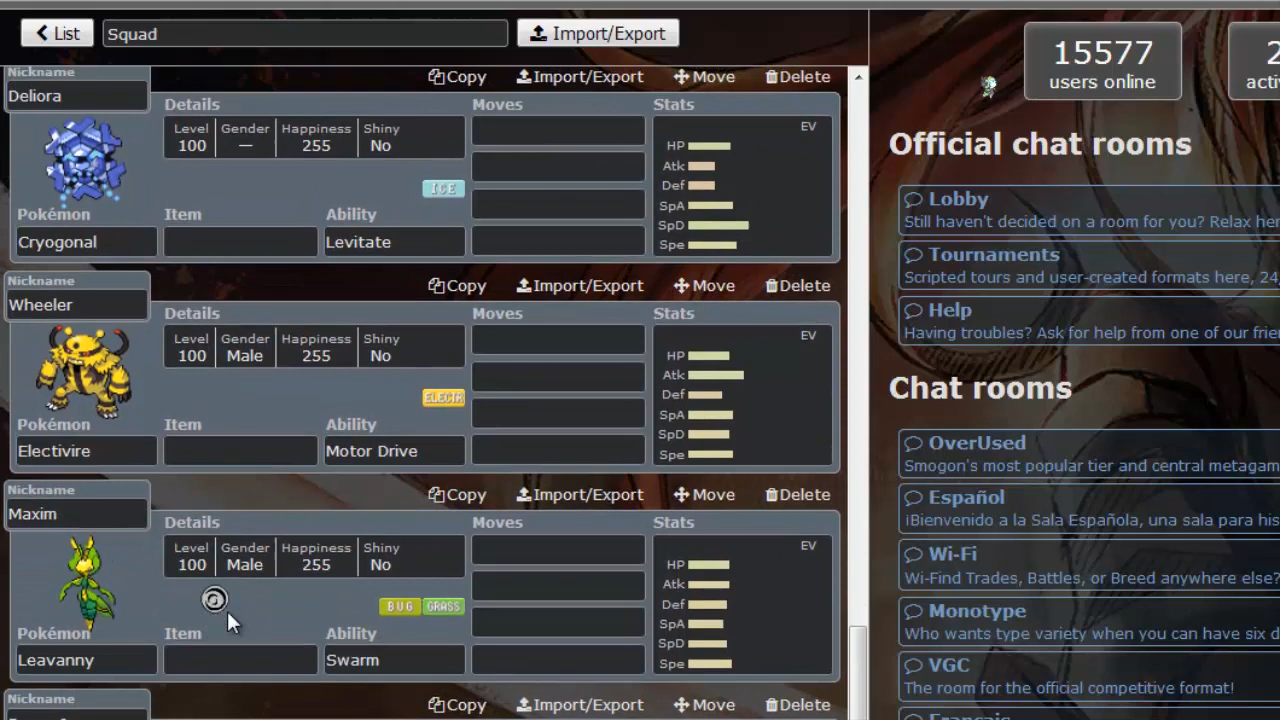 List
Squad
Import/Export
Nickname
Deliora
Copy Import/Export Move Delete
Details
Moves
Stats
Level Gender Happiness Shiny
100 — 255 No
EV
HP
Atk
Def
SpA
SpD
Spe
ICE
Pokémon Item Ability
Cryogonal Levitate
Nickname
Wheeler
Copy Import/Export Move Delete
Details
Moves
Stats
Level Gender Happiness Shiny
100 Male 255 No
EV
HP
Atk
Def
SpA
SpD
Spe
ELECTR
Pokémon Item Ability
Electivire Motor Drive
Nickname
Maxim
Copy Import/Export Move Delete
Details
Moves
Stats
Level Gender Happiness Shiny
100 Male 255 No
EV
HP
Atk
Def
SpA
SpD
Spe
BUG GRASS
Pokémon Item Ability
Leavanny Swarm
Nickname
Copy Import/Export Move Delete
15577
users online
2
acti
Official chat rooms
Lobby
Still haven't decided on a room for you? Relax her
Tournaments
Scripted tours and user-created formats here, 24,
Help
Having troubles? Ask for help from one of our frie
Chat rooms
OverUsed
Smogon's most popular tier and central metagam
Español
¡Bienvenido a la Sala Española, una sala para his
Wi-Fi
Wi-Find Trades, Battles, or Breed anywhere else?
Monotype
Who wants type variety when you can have six d
VGC
The room for the official competitive format!
Français